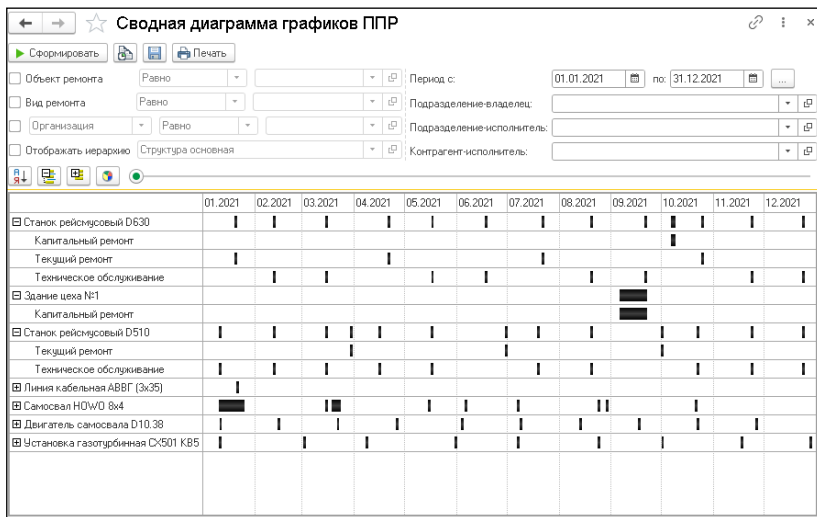 Сводная диаграмма графиков ППР
Сформировать Печать
Объект ремонта Равно Период с: 01.01.2021 по: 31.12.2021 ...
Вид ремонта Равно Подразделение-владелец:
Организация Равно Подразделение-исполнитель:
Отображать иерархию Структура основная Контрагент-исполнитель:
01.2021 02.2021 03.2021 04.2021 05.2021 06.2021 07.2021 08.2021 09.2021 10.2021 11.2021 12.2021
Станок рейсмусовый D630
Капитальный ремонт
Текущий ремонт
Техническое обслуживание
Здание цеха №1
Капитальный ремонт
Станок рейсмусовый D510
Текущий ремонт
Техническое обслуживание
Линия кабельная АВВГ (3х35)
Самосвал HOWO 8x4
Двигатель самосвала D10.38
Установка газотурбинная CX501 KB5